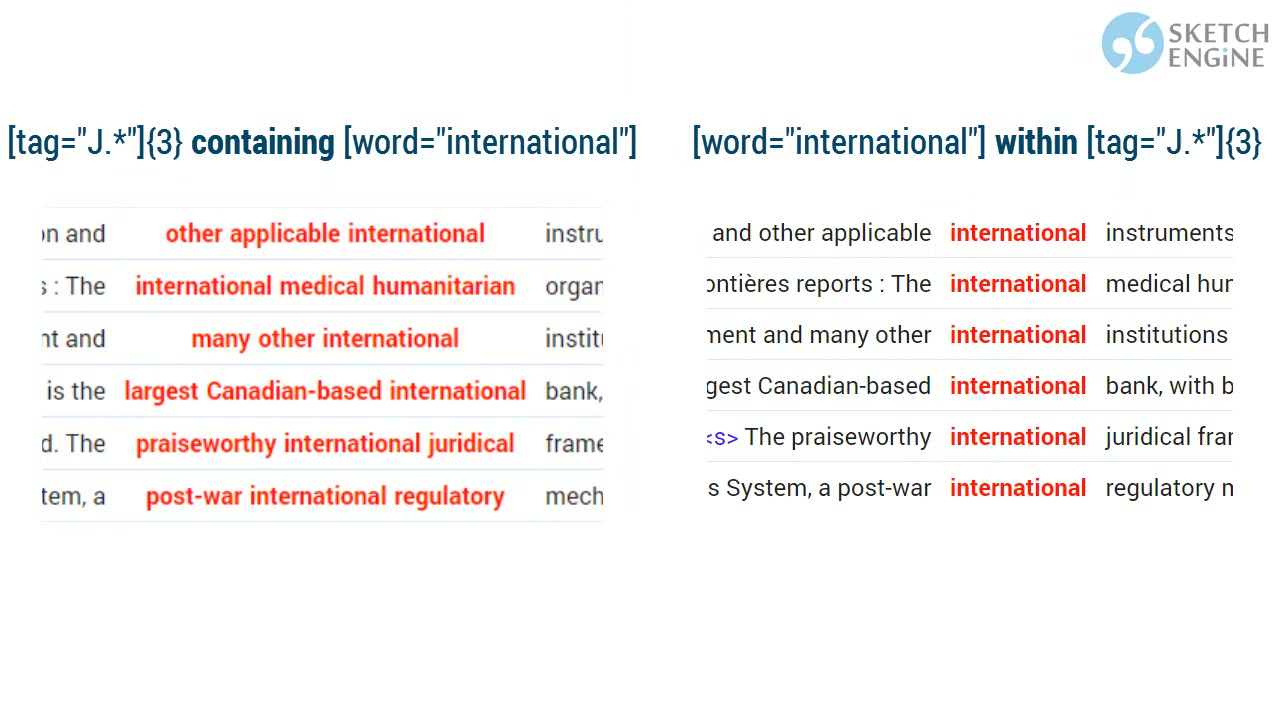 SKETCH
ENGiNE
[tag="J.*"]{3} containing [word="international"]
on and other applicable international instru
s : The international medical humanitarian organ
nt and many other international instit
is the largest Canadian-based international bank,
d. The praiseworthy international juridical frame
tem, a post-war international regulatory mech
[word="international"] within [tag="J.*"]{3}
and other applicable international instruments
ontières reports : The international medical hur
ment and many other international institutions
gest Canadian-based international bank, with b
<s> The praiseworthy international juridical frar
s System, a post-war international regulatory n